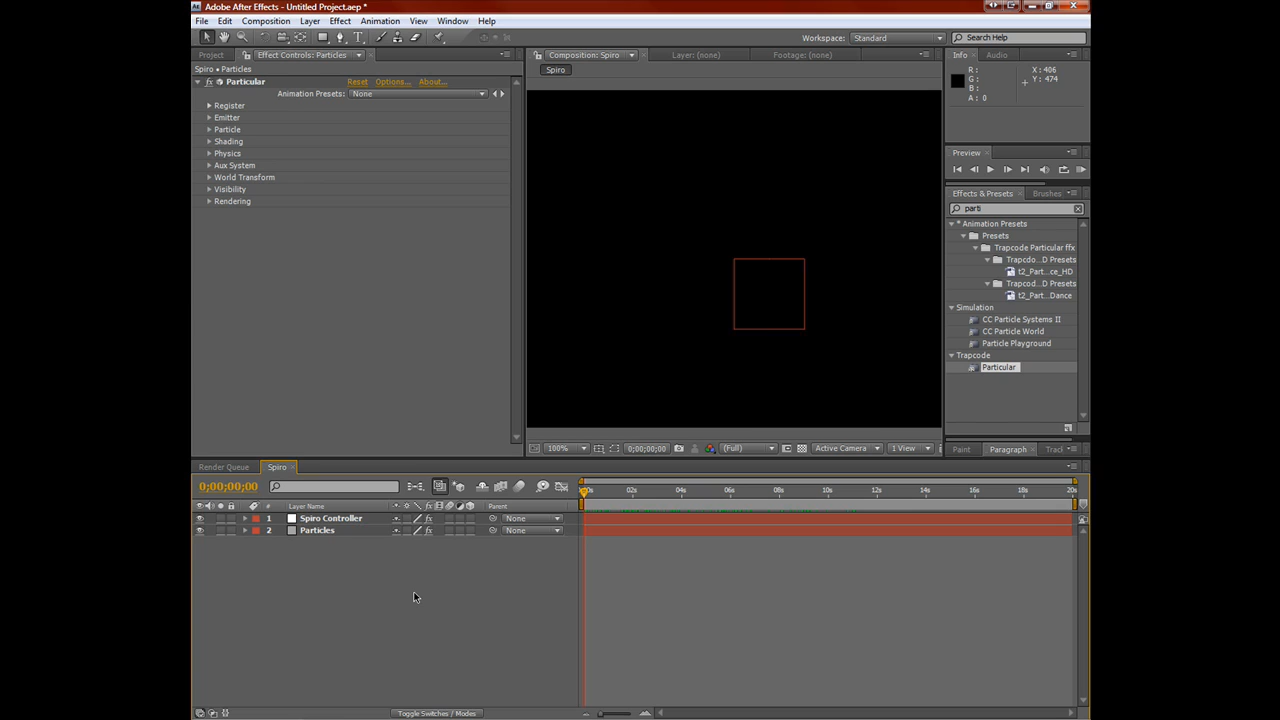 Adobe After Effects - Untitled Project.aep *
File Edit Composition Layer Effect Animation View Window Help
Workspace: Standard Search Help
Project Effect Controls: Particles Composition: Spiro Layer: (none) Footage: (none) Info Audio
Spiro • Particles Spiro
Particular Reset Options... About...
Animation Presets: None
Register
Emitter
Particle
Shading
Physics
Aux System
World Transform
Visibility
Rendering
R:
G:
B:
A: 0
X: 406
Y: 474
Preview
Effects & Presets Brushes
parti
* Animation Presets
Presets
Trapcode Particular ffx
Trapcdo...D Presets
t2_Part...ce_HD
Trapcod...D Presets
t2_Part...Dance
Simulation
CC Particle Systems II
CC Particle World
Particle Playground
Trapcode
Particular
100% 0;00;00;00 (Full) Active Camera 1 View
Paint Paragraph Tracl
Render Queue Spiro
0;00;00;00
00s 02s 04s 06s 08s 10s 12s 14s 16s 18s 20s
# Layer Name Parent
1 Spiro Controller None
2 Particles None
Toggle Switches / Modes